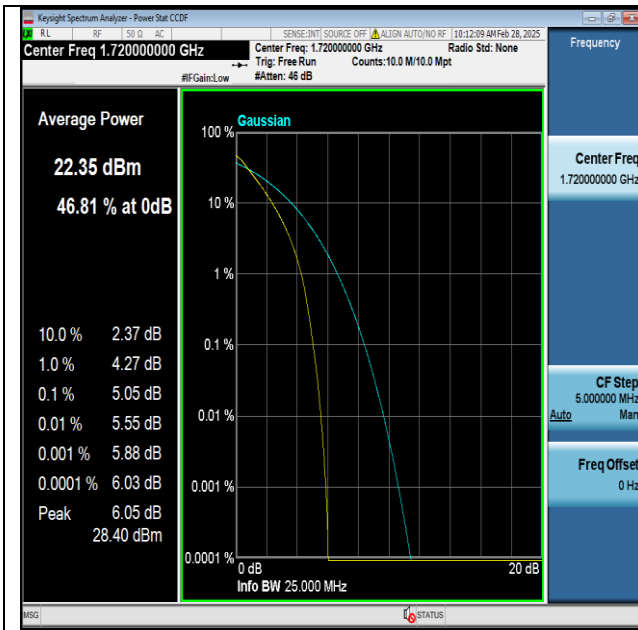 Keysight Spectrum Analyzer - Power Stat CCDF
LXI RL RF 50 Ω AC SENSE:INT SOURCE OFF ALIGN AUTO/NO RF 10:12:09 AM Feb 28, 2025
Center Freq 1.720000000 GHz
Center Freq: 1.720000000 GHz Radio Std: None
Trig: Free Run Counts:10.0 M/10.0 Mpt
#IFGain:Low #Atten: 46 dB
Frequency
Average Power
22.35 dBm
46.81 % at 0dB
10.0 % 2.37 dB
1.0 % 4.27 dB
0.1 % 5.05 dB
0.01 % 5.55 dB
0.001 % 5.88 dB
0.0001 % 6.03 dB
Peak 6.05 dB
28.40 dBm
Gaussian
100 %
10 %
1 %
0.1 %
0.01 %
0.001 %
0.0001 %
0 dB 20 dB
Info BW 25.000 MHz
Center Freq
1.720000000 GHz
CF Step
5.000000 MHz
Auto Man
Freq Offset
0 Hz
MSG STATUS